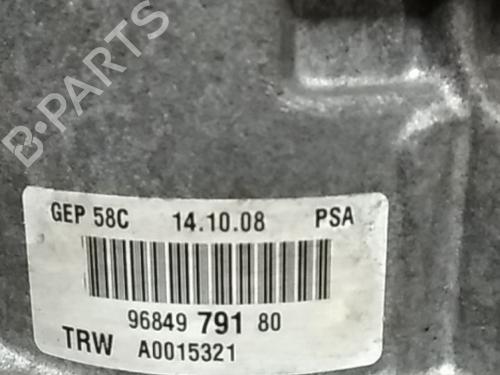 B-PARTS
GEP 58C 14.10.08 PSA
96849 791 80
TRW A0015321